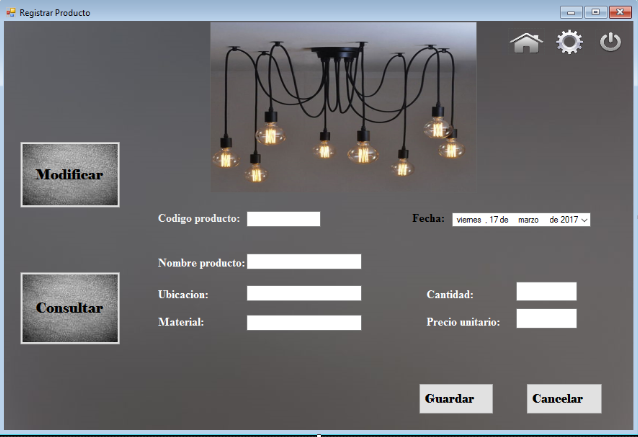 Registrar Producto
Modificar
Codigo producto:
Fecha: viernes , 17 de marzo de 2017
Nombre producto:
Consultar
Ubicacion:
Cantidad:
Material:
Precio unitario:
Guardar
Cancelar